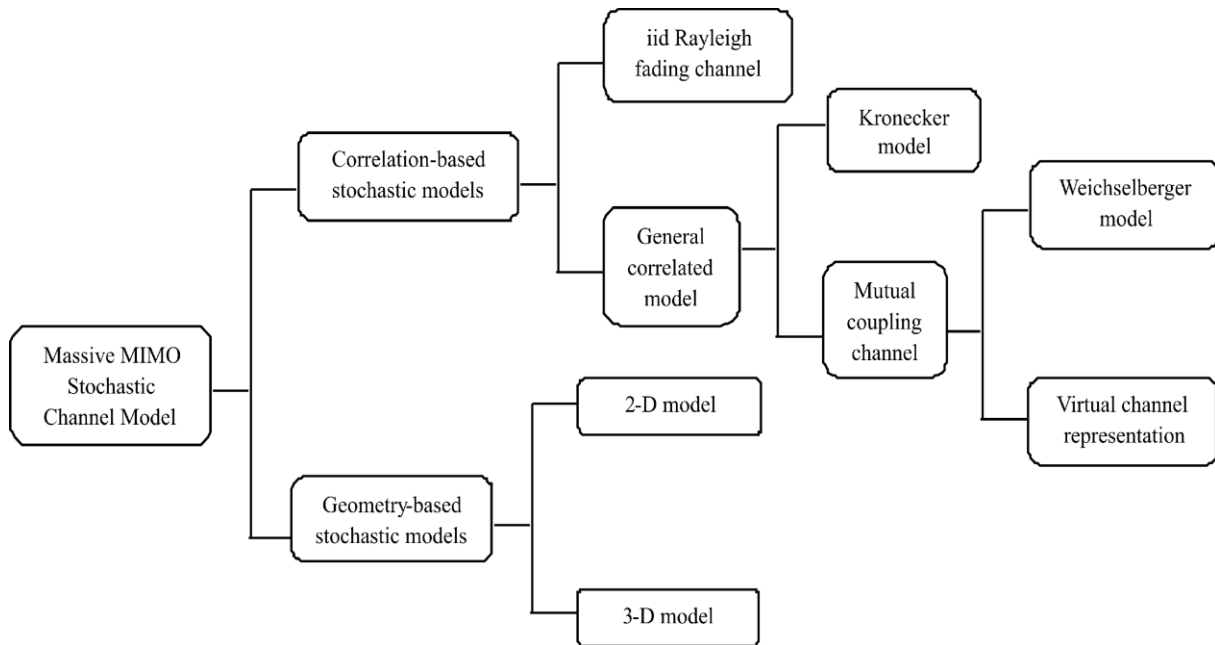 iid Rayleigh
fading channel
Kronecker
model
Correlation-based
stochastic models
Weichselberger
model
General
correlated
model
Mutual
coupling
channel
Massive MIMO
Stochastic
Channel Model
2-D model
Virtual channel
representation
Geometry-based
stochastic models
3-D model